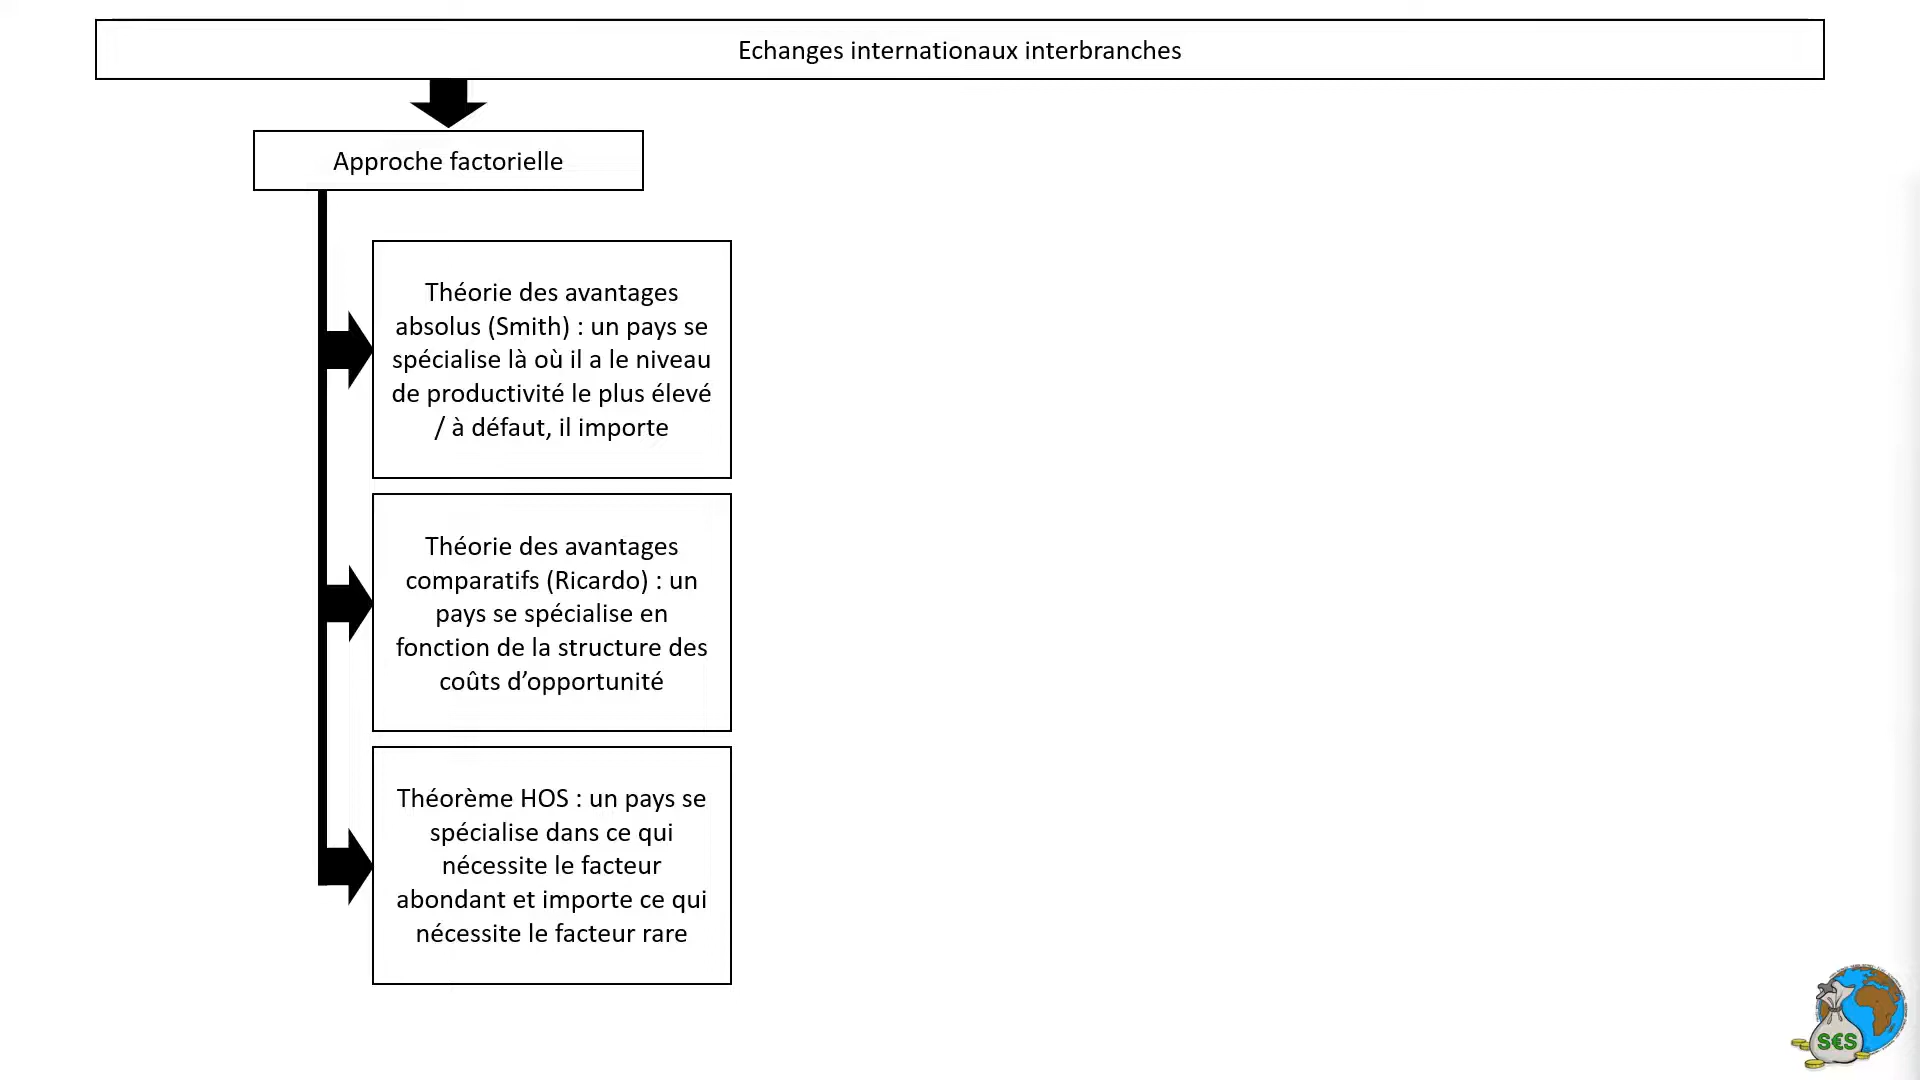 Echanges internationaux interbranches
Approche factorielle
Théorie des avantages
absolus (Smith) : un pays se
spécialise là où il a le niveau
de productivité le plus élevé
/ à défaut, il importe
Théorie des avantages
comparatifs (Ricardo) : un
pays se spécialise en
fonction de la structure des
coûts d’opportunité
Théorème HOS : un pays se
spécialise dans ce qui
nécessite le facteur
abondant et importe ce qui
nécessite le facteur rare
S€S